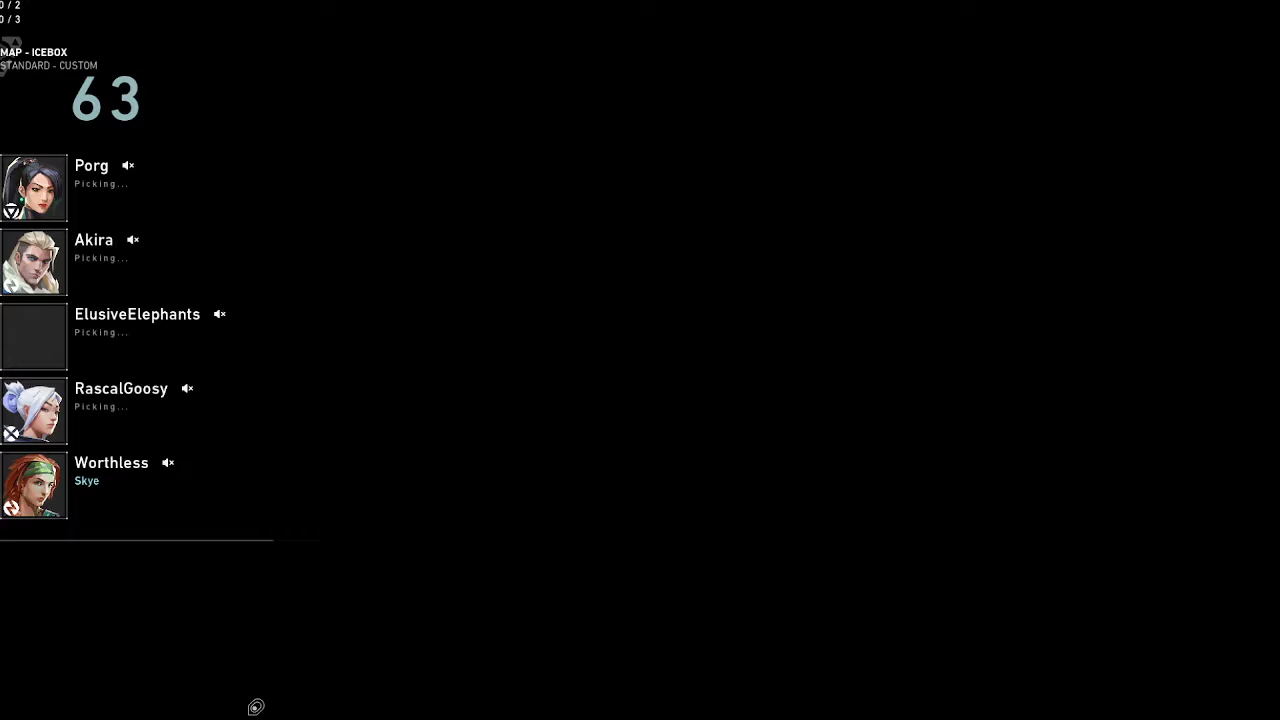 0 / 2
0 / 3
MAP - ICEBOX
STANDARD - CUSTOM
63
Porg
Picking...
Akira
Picking...
ElusiveElephants
Picking...
RascalGoosy
Picking...
Worthless
Skye